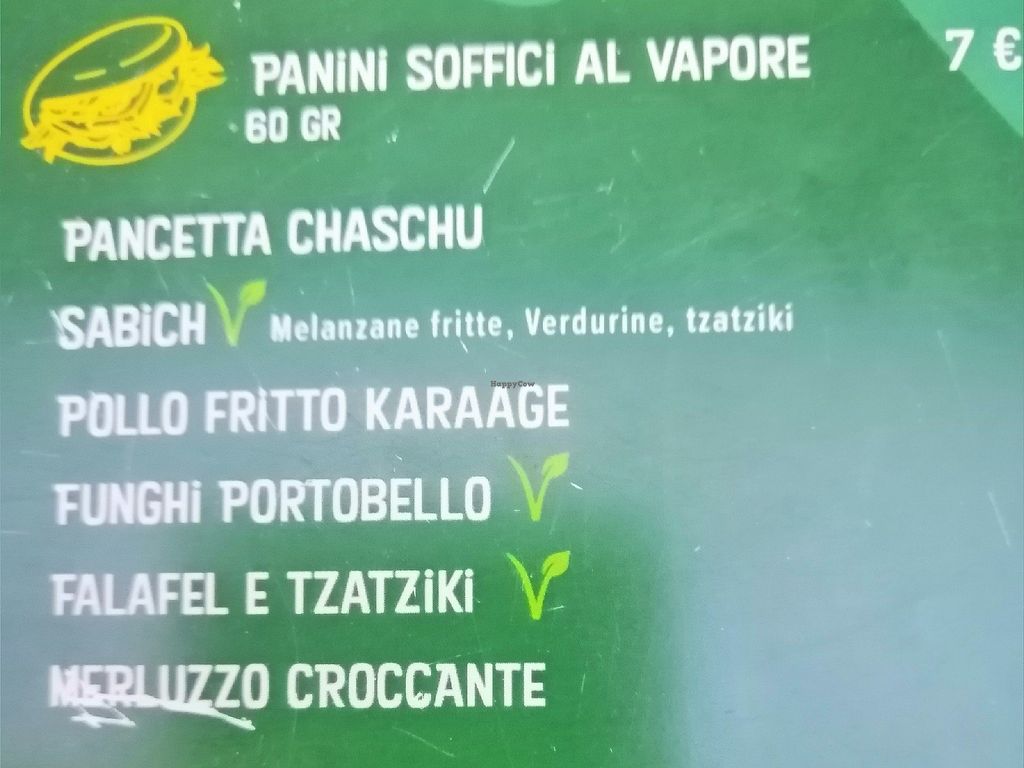 PANINI SOFFICI AL VAPORE 7 €
60 GR
PANCETTA CHASCHU
SABICH Melanzane fritte, Verdurine, tzatziki
HappyCow
POLLO FRITTO KARAAGE
FUNGHI PORTOBELLO
FALAFEL E TZATZIKI
MERLUZZO CROCCANTE